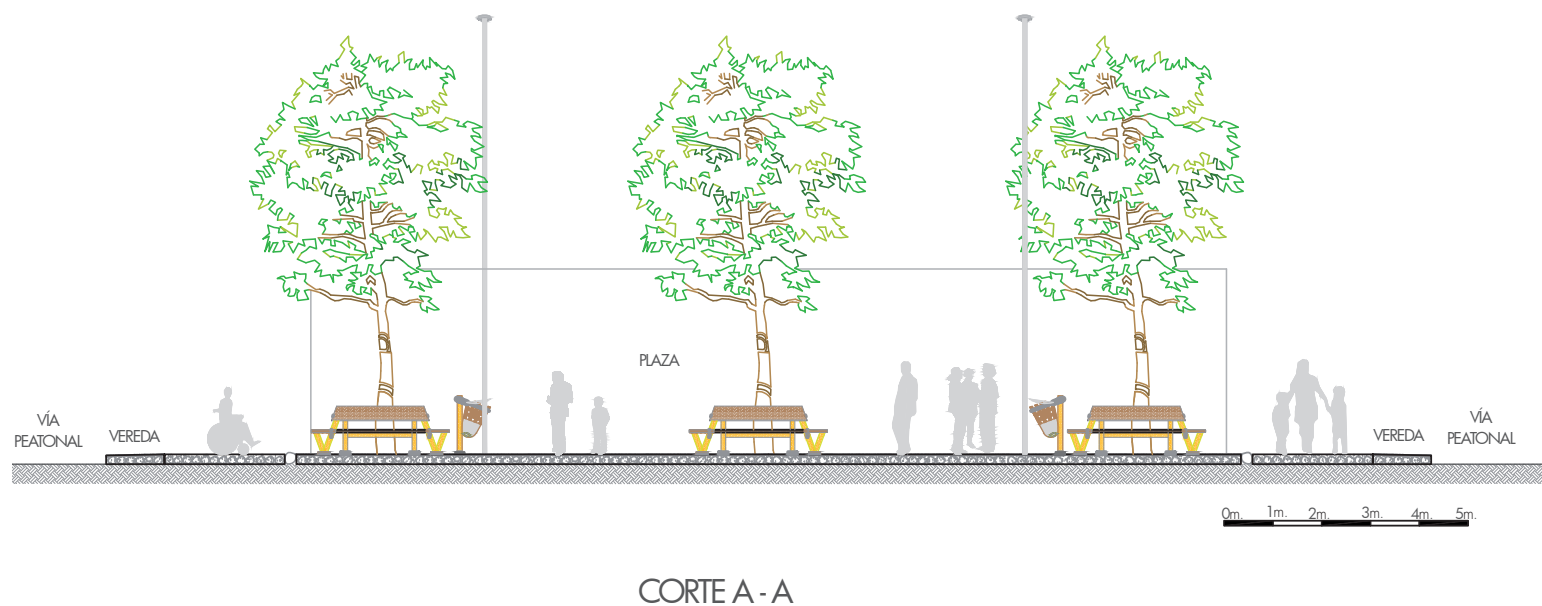 PLAZA
VÍA
PEATONAL
VEREDA
VEREDA
VÍA
PEATONAL
0m. 1m. 2m. 3m. 4m. 5m.
CORTE A - A